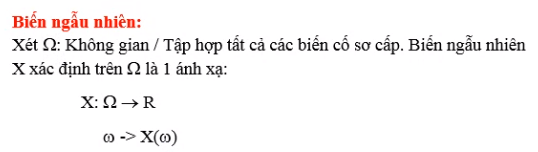 Biến ngẫu nhiên:
Xét Ω: Không gian / Tập hợp tất cả các biến cố sơ cấp. Biến ngẫu nhiên
X xác định trên Ω là 1 ánh xạ:
X: Ω → R
ω -> X(ω)